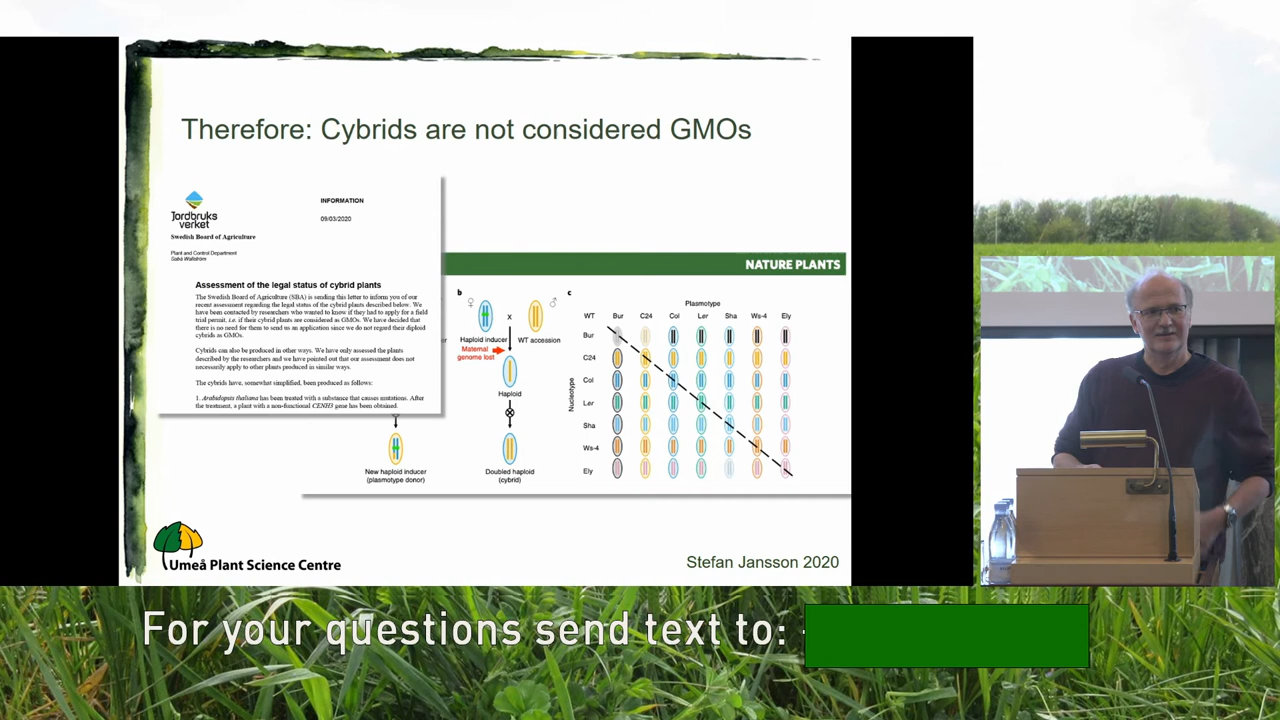 Therefore: Cybrids are not considered GMOs
Jordbruks
verket
Swedish Board of Agriculture
Plant and Control Department
INFORMATION
09/03/2020
Assessment of the legal status of cybrid plants
The Swedish Board of Agriculture (SBA) is sending this letter to inform you of our
recent assessment regarding the legal status of the cybrid plants described below. We
have been contacted by researchers who wanted to know if they had to apply for a field
trial permit, i.e. if their cybrid plants are considered as GMOs. We have decided that
there is no need for them to send us an application since we do not regard their diploid
cybrids as GMO.
Cybrids can also be produced in other ways. We have only assessed the plants
described by the researchers and we have pointed out that our assessment does not
necessarily apply to other plants produced in similar ways.
The cybrids have, somewhat simplified, been produced as follows:
1. Arabidopsis thaliana has been treated with a substance that causes mutations. After
the treatment, a plant with a non-functional CENH3 gene has been obtained.
NATURE PLANTS
b
♀
X
♂
Haploid inducer
WT accession
Maternal
genome lost
Haploid
New haploid inducer
(plasmotype donor)
Doubled haploid
(cybrid)
c
Plasmotype
WT Bur C24 Col Ler Sha Ws-4 Ely
Nucleotype
Bur
C24
Col
Ler
Sha
Ws-4
Ely
Umeå Plant Science Centre
Stefan Jansson 2020
For your questions send text to: